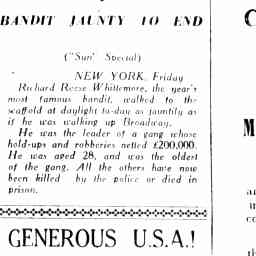 BANDIT JAUNTY TO END
("Sun" Special)
NEW YORK, Friday
Richard Reese Whittemore, the year's
most famous bandit, walked to the
scaffold at daylight to-day as jauntily as
if he was walking up Broadway.
He was the leader of a gang whose
hold-ups and robberies netted £200,000.
He was aged 28, and was the oldest
of the gang. All the others have now
been killed by the police or died in
prison.
GENEROUS U.S.A.!